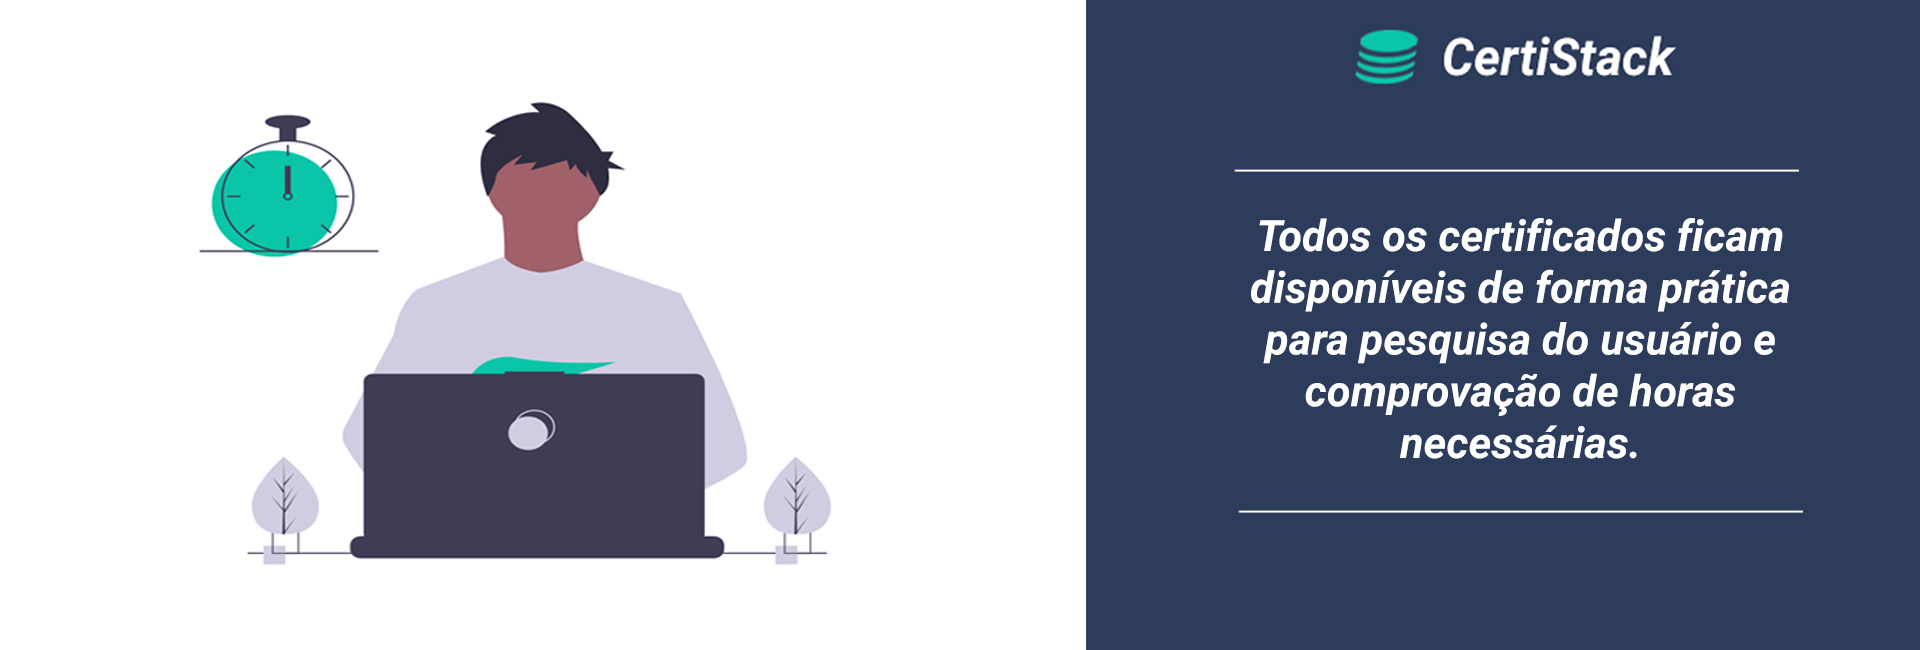 CertiStack
Todos os certificados ficam
disponíveis de forma prática
para pesquisa do usuário e
comprovação de horas
necessárias.